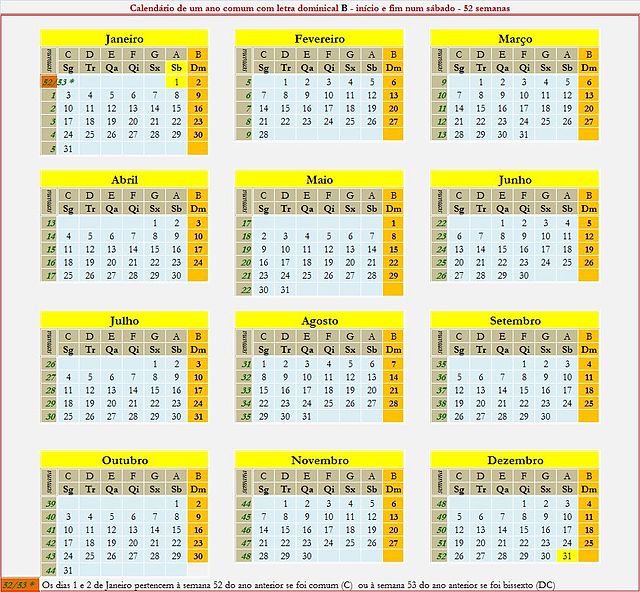 Calendário de um ano comum com letra dominical B - início e fim num sábado - 52 semanas
Janeiro
semanas
C D E F G A B
Sg Tr Qa Qi Sx Sb Dm
52/53 * 1 2
1 3 4 5 6 7 8 9
2 10 11 12 13 14 15 16
3 17 18 19 20 21 22 23
4 24 25 26 27 28 29 30
5 31
Fevereiro
semanas
C D E F G A B
Sg Tr Qa Qi Sx Sb Dm
5 1 2 3 4 5 6
6 7 8 9 10 11 12 13
7 14 15 16 17 18 19 20
8 21 22 23 24 25 26 27
9 28
Março
semanas
C D E F G A B
Sg Tr Qa Qi Sx Sb Dm
9 1 2 3 4 5 6
10 7 8 9 10 11 12 13
11 14 15 16 17 18 19 20
12 21 22 23 24 25 26 27
13 28 29 30 31
Abril
semanas
C D E F G A B
Sg Tr Qa Qi Sx Sb Dm
13 1 2 3
14 4 5 6 7 8 9 10
15 11 12 13 14 15 16 17
16 18 19 20 21 22 23 24
17 25 26 27 28 29 30
Maio
semanas
C D E F G A B
Sg Tr Qa Qi Sx Sb Dm
17 1
18 2 3 4 5 6 7 8
19 9 10 11 12 13 14 15
20 16 17 18 19 20 21 22
21 23 24 25 26 27 28 29
22 30 31
Junho
semanas
C D E F G A B
Sg Tr Qa Qi Sx Sb Dm
22 1 2 3 4 5
23 6 7 8 9 10 11 12
24 13 14 15 16 17 18 19
25 20 21 22 23 24 25 26
26 27 28 29 30
Julho
semanas
C D E F G A B
Sg Tr Qa Qi Sx Sb Dm
26 1 2 3
27 4 5 6 7 8 9 10
28 11 12 13 14 15 16 17
29 18 19 20 21 22 23 24
30 25 26 27 28 29 30 31
Agosto
semanas
C D E F G A B
Sg Tr Qa Qi Sx Sb Dm
31 1 2 3 4 5 6 7
32 8 9 10 11 12 13 14
33 15 16 17 18 19 20 21
34 22 23 24 25 26 27 28
35 29 30 31
Setembro
semanas
C D E F G A B
Sg Tr Qa Qi Sx Sb Dm
35 1 2 3 4
36 5 6 7 8 9 10 11
37 12 13 14 15 16 17 18
38 19 20 21 22 23 24 25
39 26 27 28 29 30
Outubro
semanas
C D E F G A B
Sg Tr Qa Qi Sx Sb Dm
39 1 2
40 3 4 5 6 7 8 9
41 10 11 12 13 14 15 16
42 17 18 19 20 21 22 23
43 24 25 26 27 28 29 30
44 31
Novembro
semanas
C D E F G A B
Sg Tr Qa Qi Sx Sb Dm
44 1 2 3 4 5 6
45 7 8 9 10 11 12 13
46 14 15 16 17 18 19 20
47 21 22 23 24 25 26 27
48 28 29 30
Dezembro
semanas
C D E F G A B
Sg Tr Qa Qi Sx Sb Dm
48 1 2 3 4
49 5 6 7 8 9 10 11
50 12 13 14 15 16 17 18
51 19 20 21 22 23 24 25
52 26 27 28 29 30 31
52/53 * Os dias 1 e 2 de Janeiro pertencem à semana 52 do ano anterior se foi comum (C) ou à semana 53 do ano anterior se foi bissexto (DC)